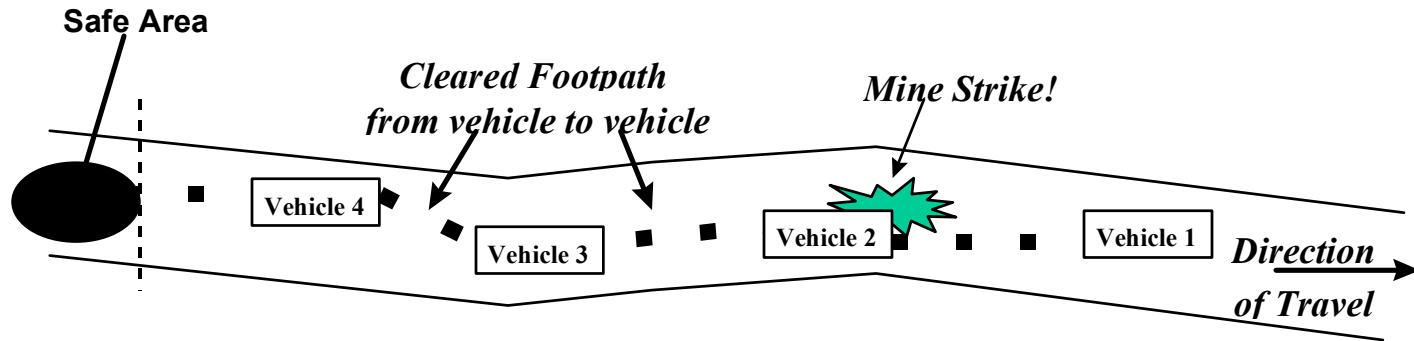 Safe Area
Cleared Footpath
from vehicle to vehicle
Mine Strike!
Vehicle 4
Vehicle 3
Vehicle 2
Vehicle 1
Direction
of Travel